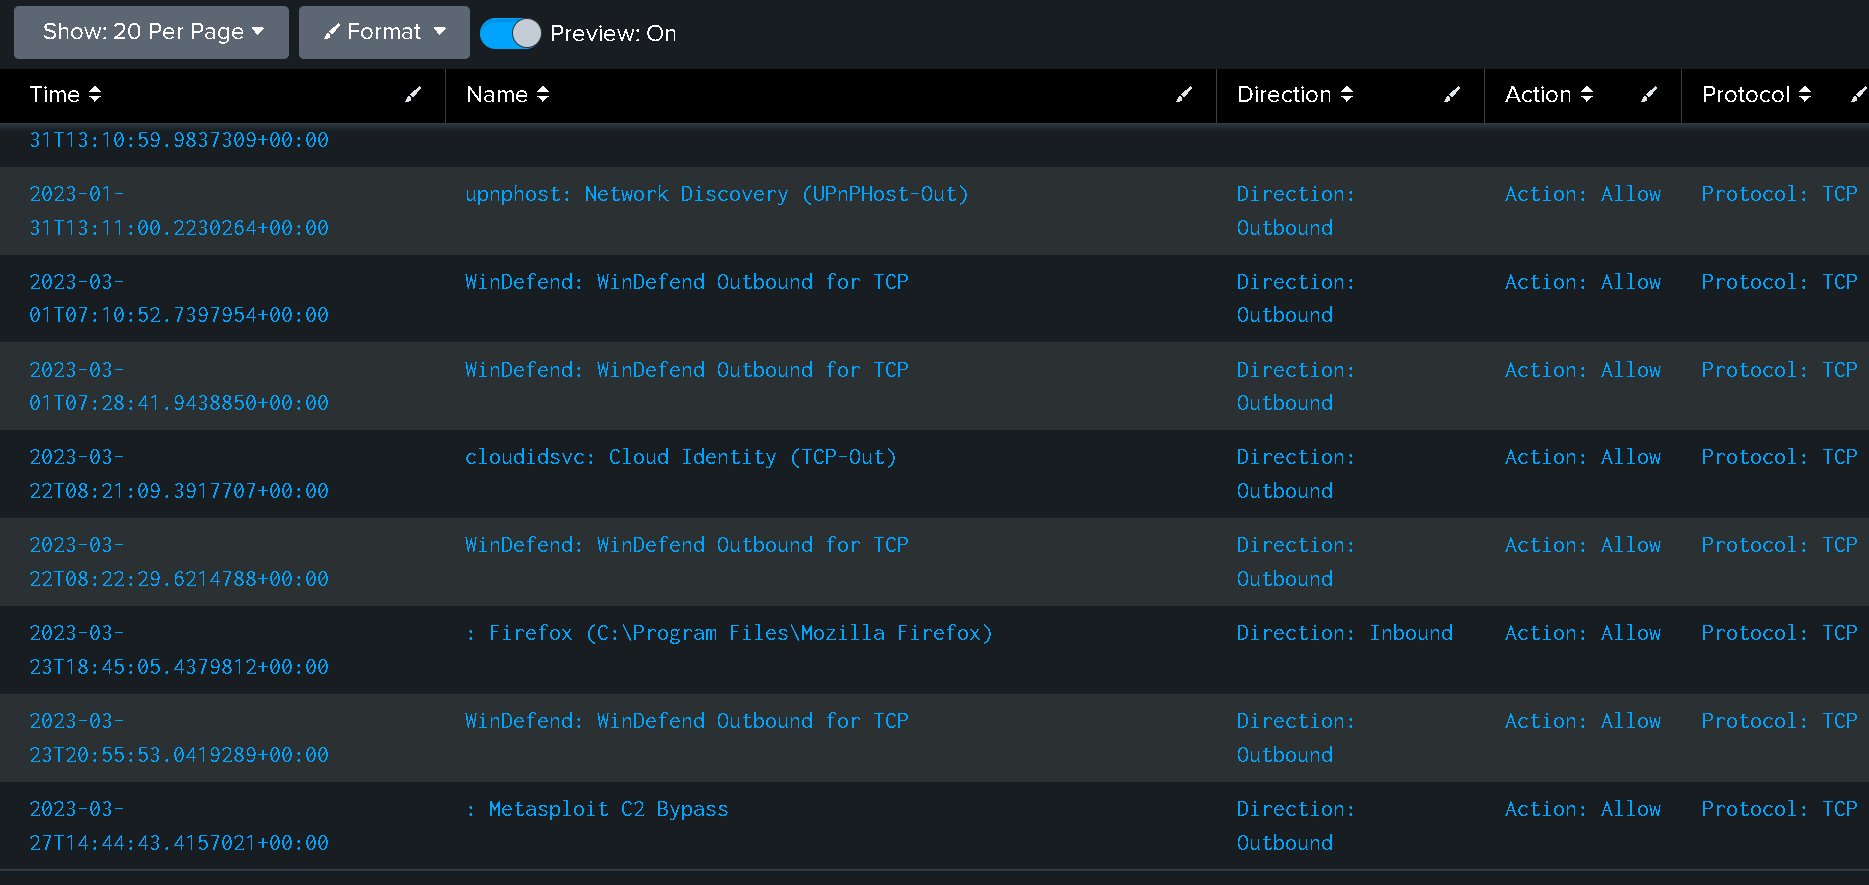 Show: 20 Per Page Format Preview: On
Time Name Direction Action Protocol
31T13:10:59.9837309+00:00
2023-01- upnphost: Network Discovery (UPnPHost-Out) Direction: Action: Allow Protocol: TCP
31T13:11:00.2230264+00:00 Outbound
2023-03- WinDefend: WinDefend Outbound for TCP Direction: Action: Allow Protocol: TCP
01T07:10:52.7397954+00:00 Outbound
2023-03- WinDefend: WinDefend Outbound for TCP Direction: Action: Allow Protocol: TCP
01T07:28:41.9438850+00:00 Outbound
2023-03- cloudidsvc: Cloud Identity (TCP-Out) Direction: Action: Allow Protocol: TCP
22T08:21:09.3917707+00:00 Outbound
2023-03- WinDefend: WinDefend Outbound for TCP Direction: Action: Allow Protocol: TCP
22T08:22:29.6214788+00:00 Outbound
2023-03- : Firefox (C:\Program Files\Mozilla Firefox) Direction: Inbound Action: Allow Protocol: TCP
23T18:45:05.4379812+00:00
2023-03- WinDefend: WinDefend Outbound for TCP Direction: Action: Allow Protocol: TCP
23T20:55:53.0419289+00:00 Outbound
2023-03- : Metasploit C2 Bypass Direction: Action: Allow Protocol: TCP
27T14:44:43.4157021+00:00 Outbound